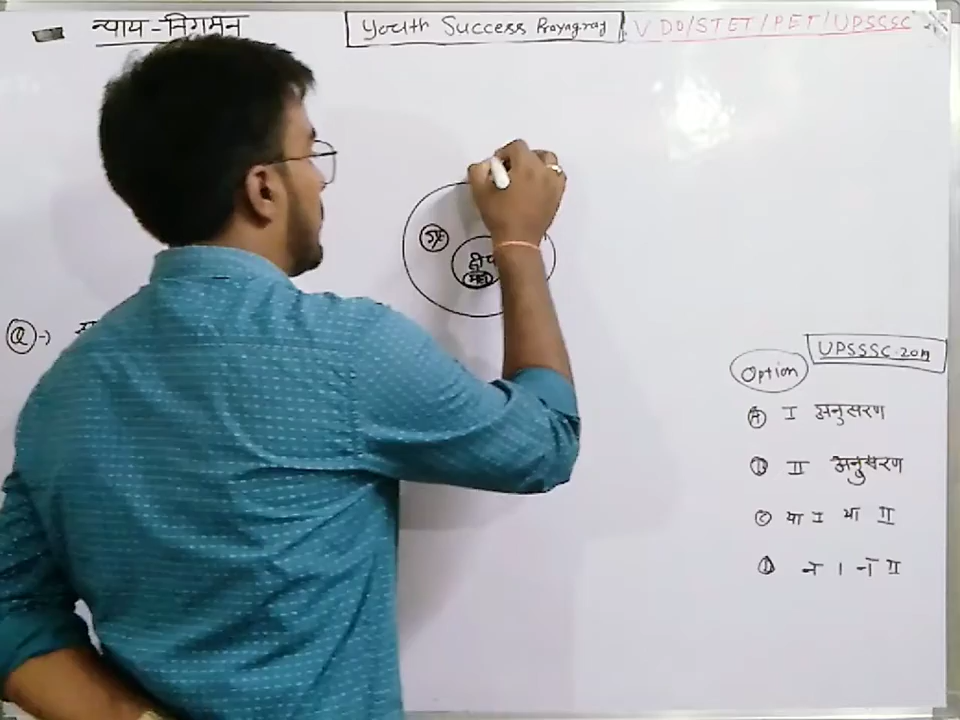 न्याय-निगमन
Youth Success Prayagraj
VDO/STET/PET/UPSSSC
द्वीप
Q-)
UPSSSC-2019
Option
A I अनुसरण
B II अनुसरण
C या I या II
D न I न II